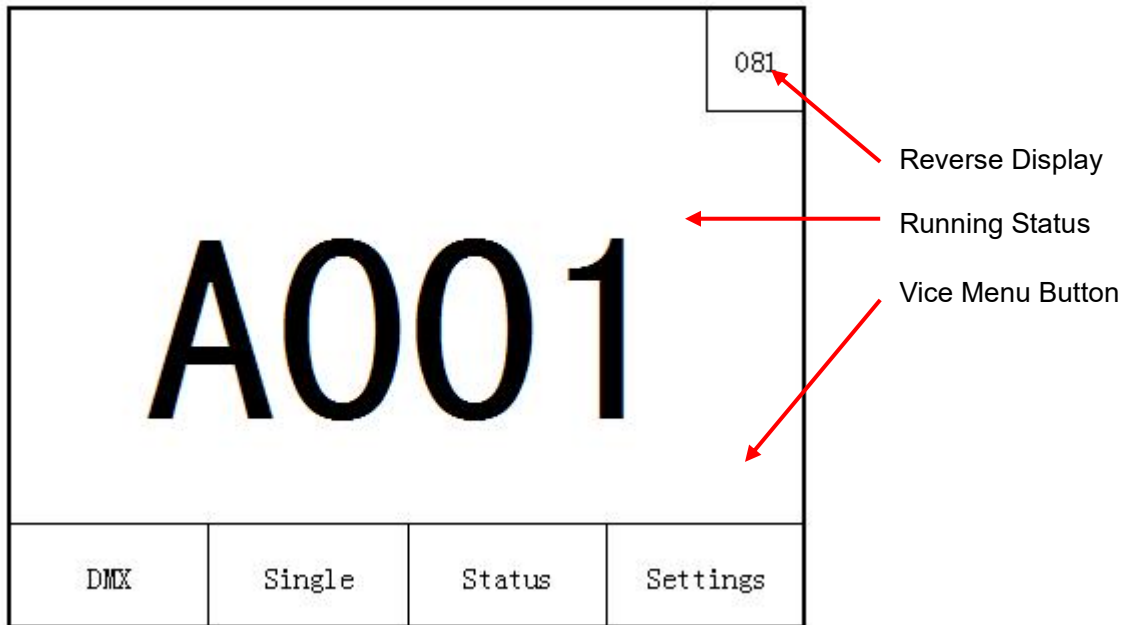 081
Reverse Display
Running Status
A001
Vice Menu Button
DMX Single Status Settings